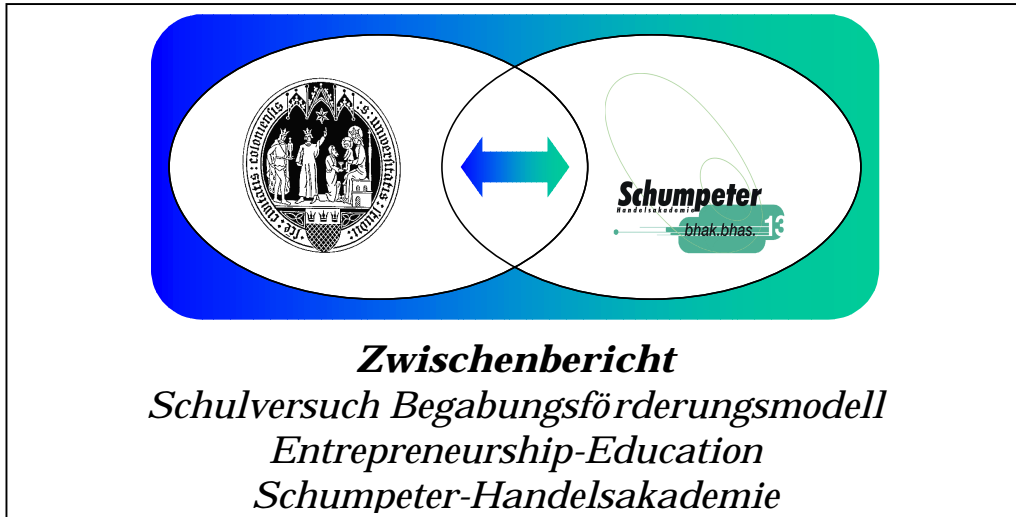 Schumpeter
Handelsakademie
bhak.bhas. 13
Zwischenbericht
Schulversuch Begabungsförderungsmodell
Entrepreneurship-Education
Schumpeter-Handelsakademie